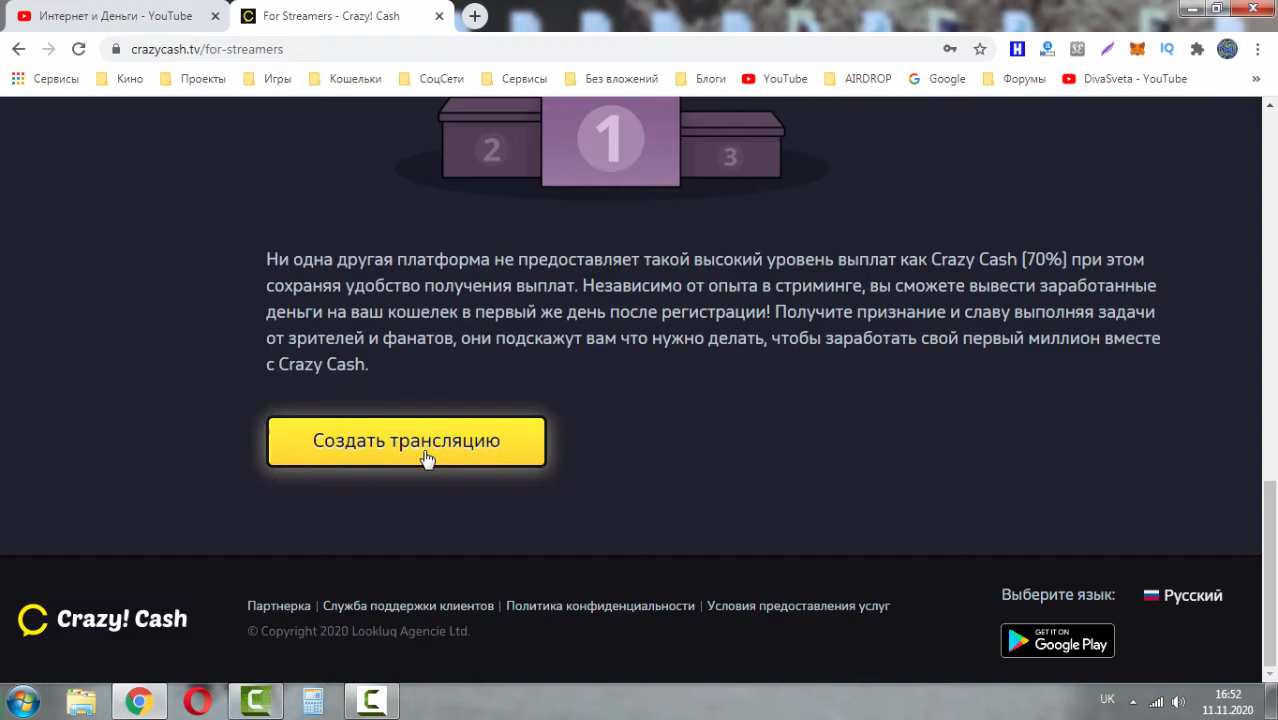 Интернет и Деньги - YouTube
For Streamers - Crazy! Cash
crazycash.tv/for-streamers
Сервисы
Кино
Проекты
Игры
Кошельки
СоцСети
Сервисы
Без вложений
Блоги
YouTube
AIRDROP
Google
Форумы
DivaSveta - YouTube
2
1
3
Ни одна другая платформа не предоставляет такой высокий уровень выплат как Crazy Cash (70%) при этом
сохраняя удобство получения выплат. Независимо от опыта в стриминге, вы сможете вывести заработанные
деньги на ваш кошелек в первый же день после регистрации! Получите признание и славу выполняя задачи
от зрителей и фанатов, они подскажут вам что нужно делать, чтобы заработать свой первый миллион вместе
с Crazy Cash.
Создать трансляцию
Crazy! Cash
Партнерка | Служба поддержки клиентов | Политика конфиденциальности | Условия предоставления услуг
© Copyright 2020 Lookluq Agencie Ltd.
Выберите язык:
Русский
GET IT ON
Google Play
UK
16:52
11.11.2020